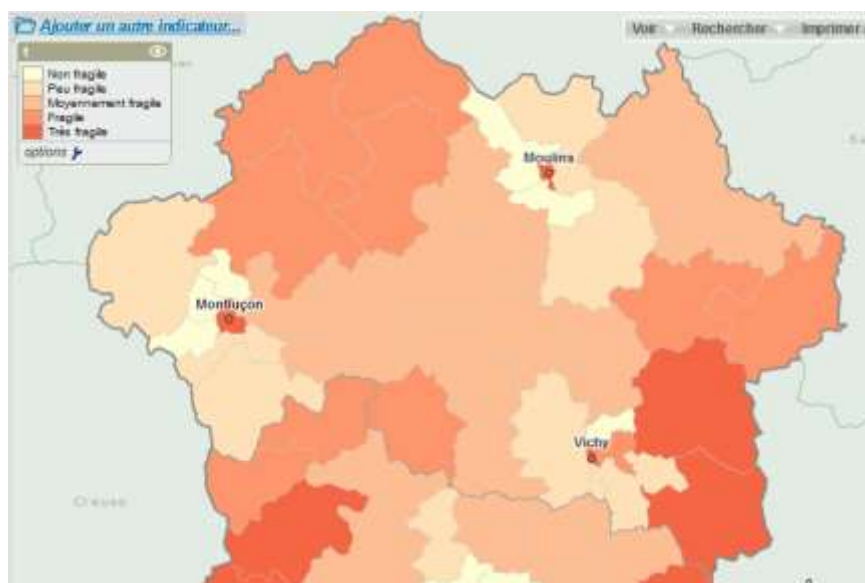 Ajouter un autre indicateur...
Voir Rechercher Imprimer
Non fragile
Peu fragile
Moyennement fragile
Fragile
Très fragile
options
Moulins
Montluçon
Vichy
Creuse